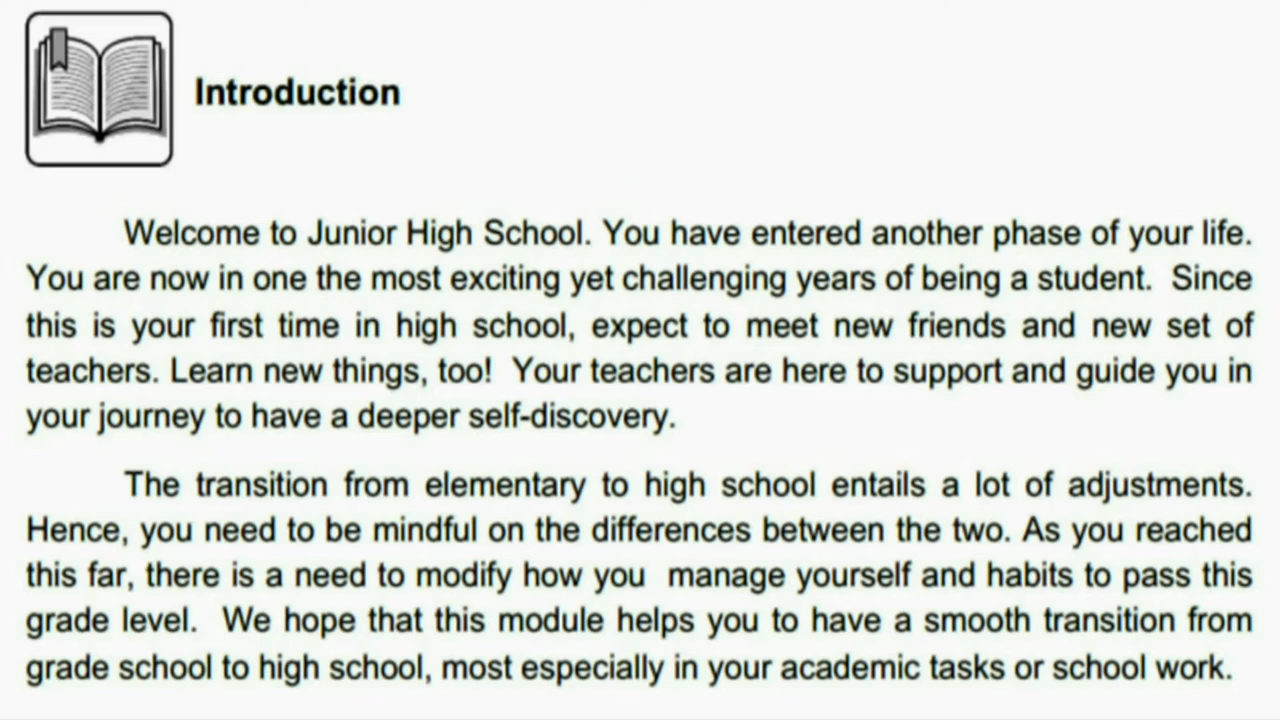 Introduction
Welcome to Junior High School. You have entered another phase of your life.
You are now in one the most exciting yet challenging years of being a student. Since
this is your first time in high school, expect to meet new friends and new set of
teachers. Learn new things, too! Your teachers are here to support and guide you in
your journey to have a deeper self-discovery.
The transition from elementary to high school entails a lot of adjustments.
Hence, you need to be mindful on the differences between the two. As you reached
this far, there is a need to modify how you manage yourself and habits to pass this
grade level. We hope that this module helps you to have a smooth transition from
grade school to high school, most especially in your academic tasks or school work.